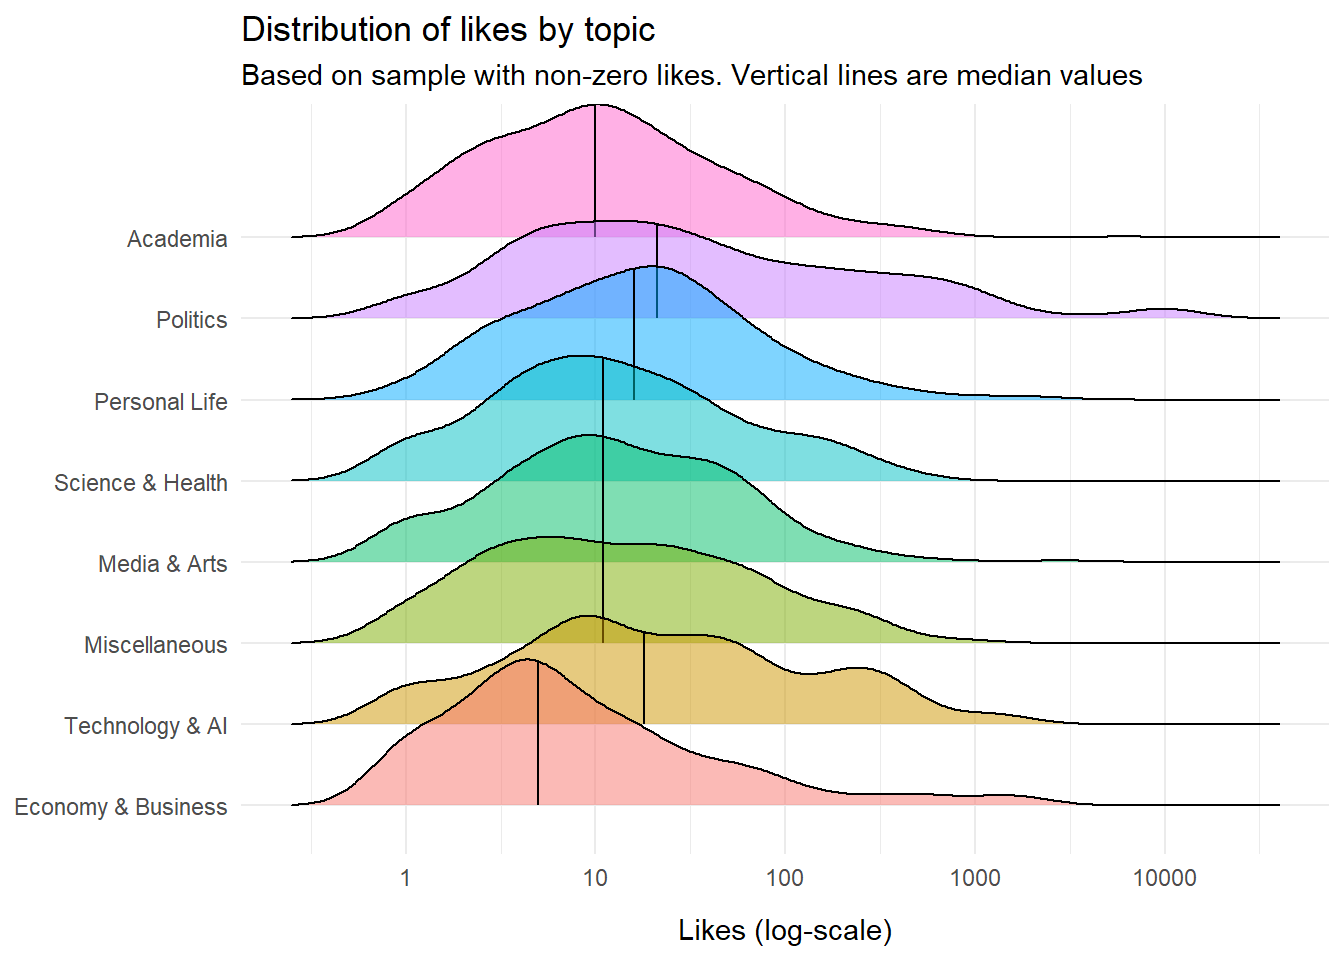 Distribution of likes by topic
Based on sample with non-zero likes. Vertical lines are median values
Academia
Politics
Personal Life
Science & Health
Media & Arts
Miscellaneous
Technology & AI
Economy & Business
1 10 100 1000 10000
Likes (log-scale)